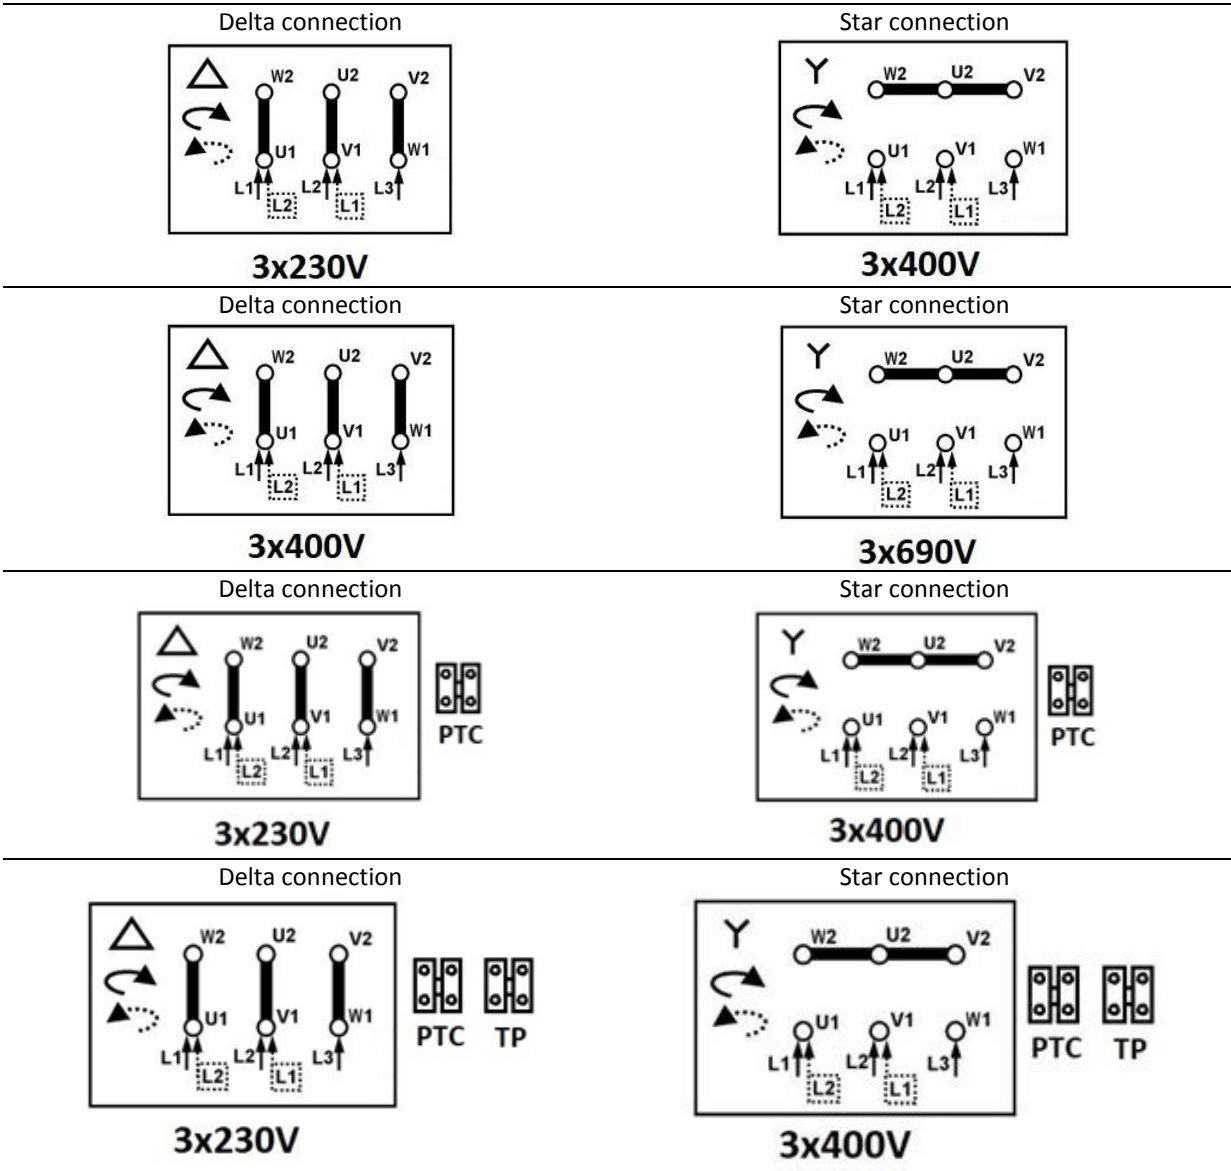 Delta connection Star connection
W2 U2 V2 W2 U2 V2
U1 V1 W1 U1 V1 W1
L1 L2 L3 L1 L2 L3
L2 L1 L2 L1
3x230V 3x400V
Delta connection Star connection
W2 U2 V2 W2 U2 V2
U1 V1 W1 U1 V1 W1
L1 L2 L3 L1 L2 L3
L2 L1 L2 L1
3x400V 3x690V
Delta connection Star connection
W2 U2 V2 W2 U2 V2
U1 V1 W1 PTC U1 V1 W1 PTC
L1 L2 L3 L1 L2 L3
L2 L1 L2 L1
3x230V 3x400V
Delta connection Star connection
W2 U2 V2 W2 U2 V2
U1 V1 W1 PTC TP U1 V1 W1 PTC TP
L1 L2 L3 L1 L2 L3
L2 L1 L2 L1
3x230V 3x400V